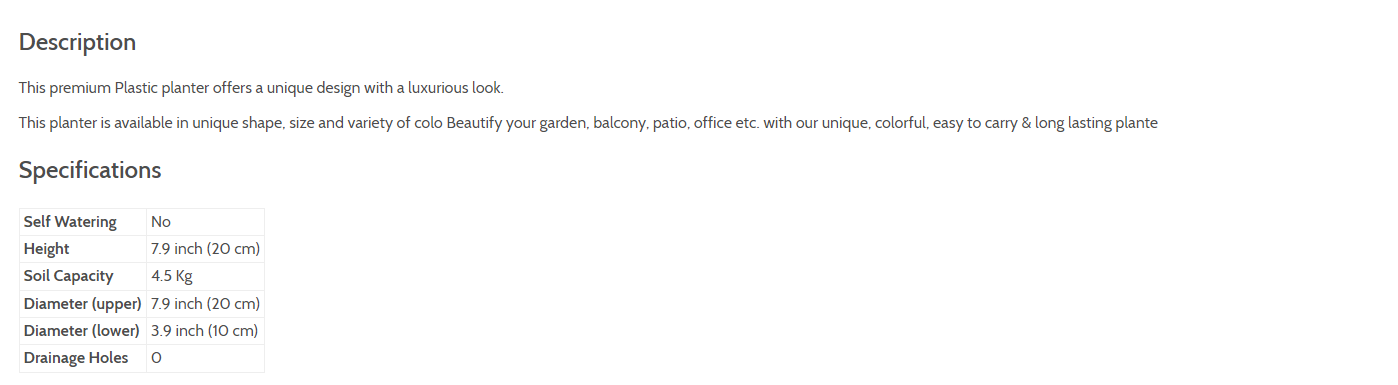 Description
This premium Plastic planter offers a unique design with a luxurious look.
This planter is available in unique shape, size and variety of colo Beautify your garden, balcony, patio, office etc. with our unique, colorful, easy to carry & long lasting plante
Specifications
Self Watering No
Height 7.9 inch (20 cm)
Soil Capacity 4.5 Kg
Diameter (upper) 7.9 inch (20 cm)
Diameter (lower) 3.9 inch (10 cm)
Drainage Holes 0